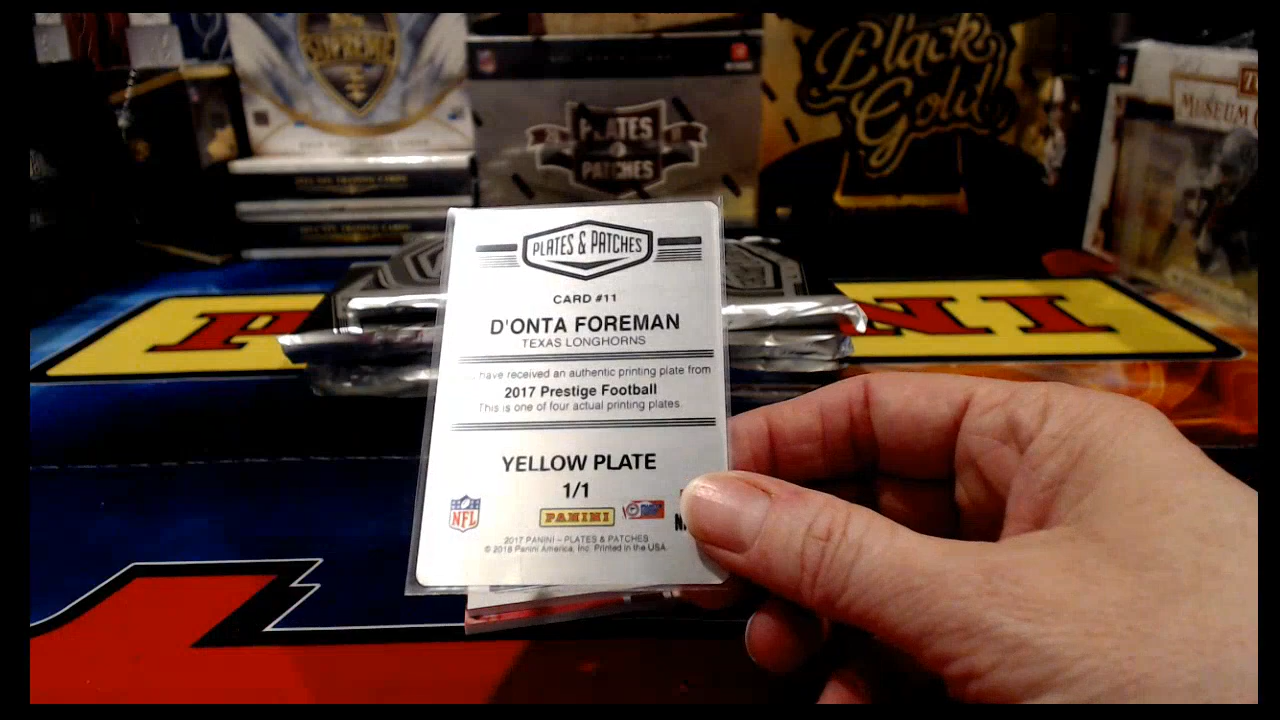 SUPREME
PLATES
&
PATCHES
Black
Gold
MUSEUM
PANINI
PLATES & PATCHES
CARD #11
D'ONTA FOREMAN
TEXAS LONGHORNS
have received an authentic printing plate from
2017 Prestige Football
This is one of four actual printing plates.
YELLOW PLATE
1/1
NFL
PANINI
2017 PANINI – PLATES & PATCHES
© 2018 Panini America, Inc. Printed in the USA.